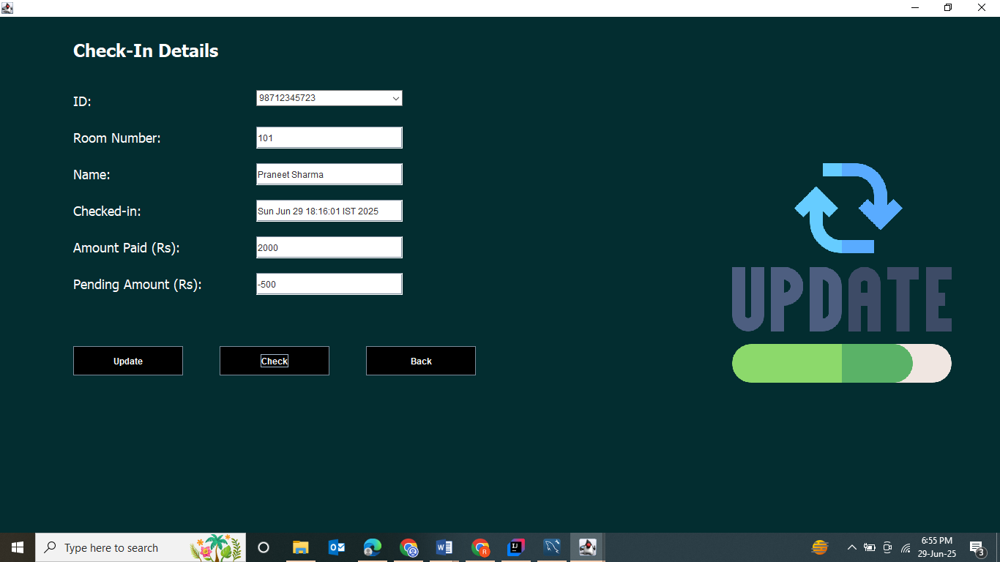 Check-In Details
ID: 98712345723
Room Number: 101
Name: Praneet Sharma
Checked-in: Sun Jun 29 18:16:01 IST 2025
Amount Paid (Rs): 2000
Pending Amount (Rs): -500
Update Check Back
UPDATE
Type here to search
6:55 PM
29-Jun-25
3